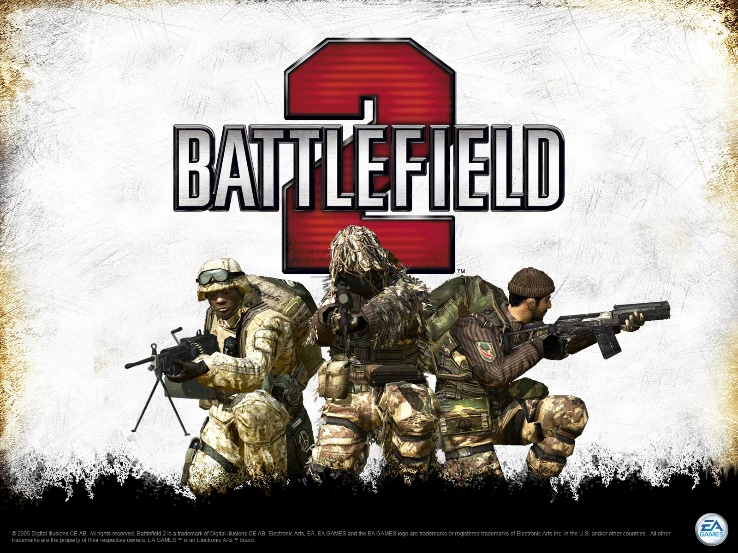 2
BATTLEFIELD
™
© 2005 Digital Illusions CE AB. All rights reserved. Battlefield 2 is a trademark of Digital Illusions CE AB. Electronic Arts, EA, EA GAMES and the EA GAMES logo are trademarks or registered trademarks of Electronic Arts Inc. in the U.S. and/or other countries. All other
trademarks are the property of their respective owners. EA GAMES™ is an Electronic Arts™ brand.
EA
GAMES